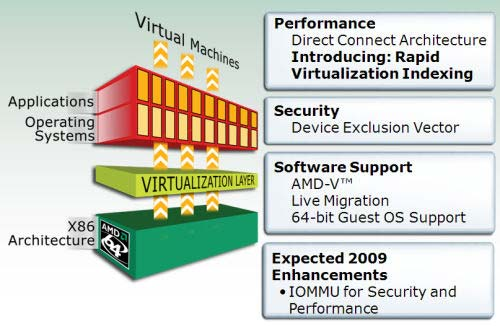 Virtual Machines
Applications
Operating
Systems
VIRTUALIZATION LAYER
X86
Architecture
AMD
64
Performance
Direct Connect Architecture
Introducing: Rapid
Virtualization Indexing
Security
Device Exclusion Vector
Software Support
AMD-V™
Live Migration
64-bit Guest OS Support
Expected 2009
Enhancements
• IOMMU for Security and
Performance